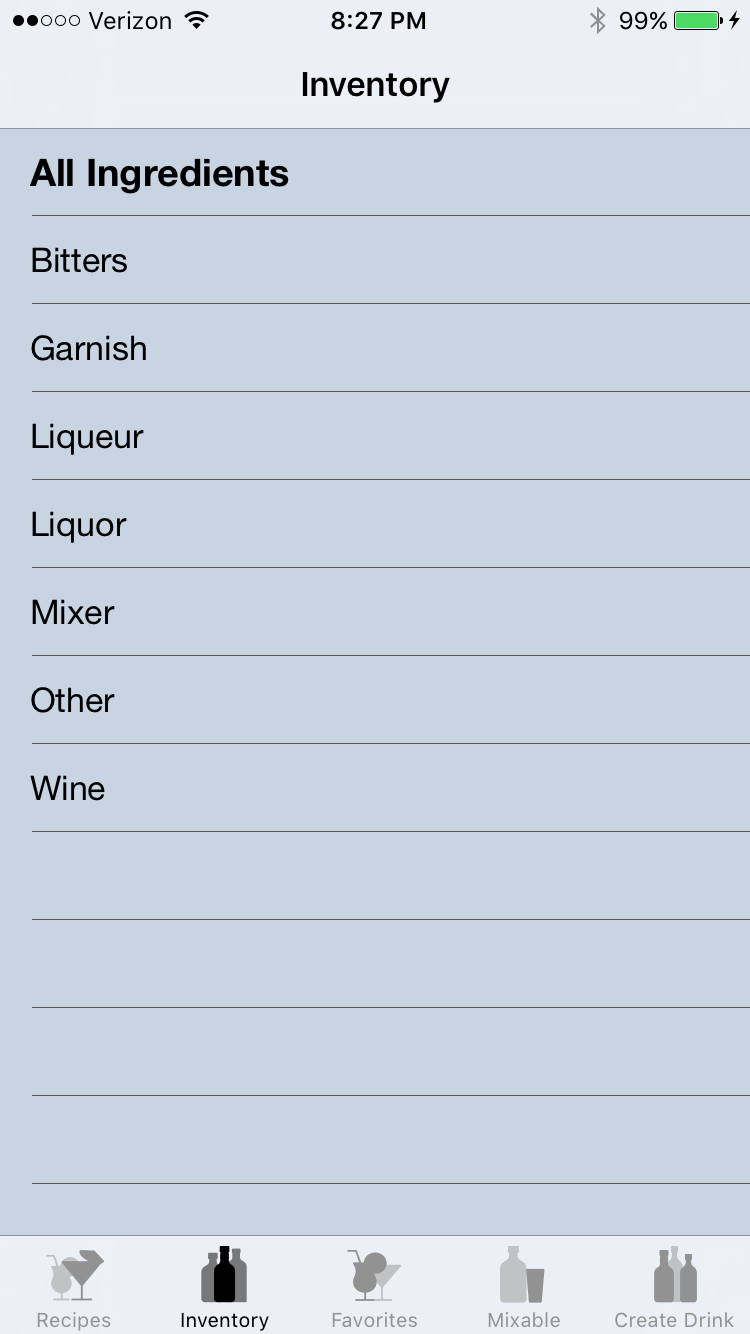 Verizon 8:27 PM 99%
Inventory
All Ingredients
Bitters
Garnish
Liqueur
Liquor
Mixer
Other
Wine
Recipes Inventory Favorites Mixable Create Drink